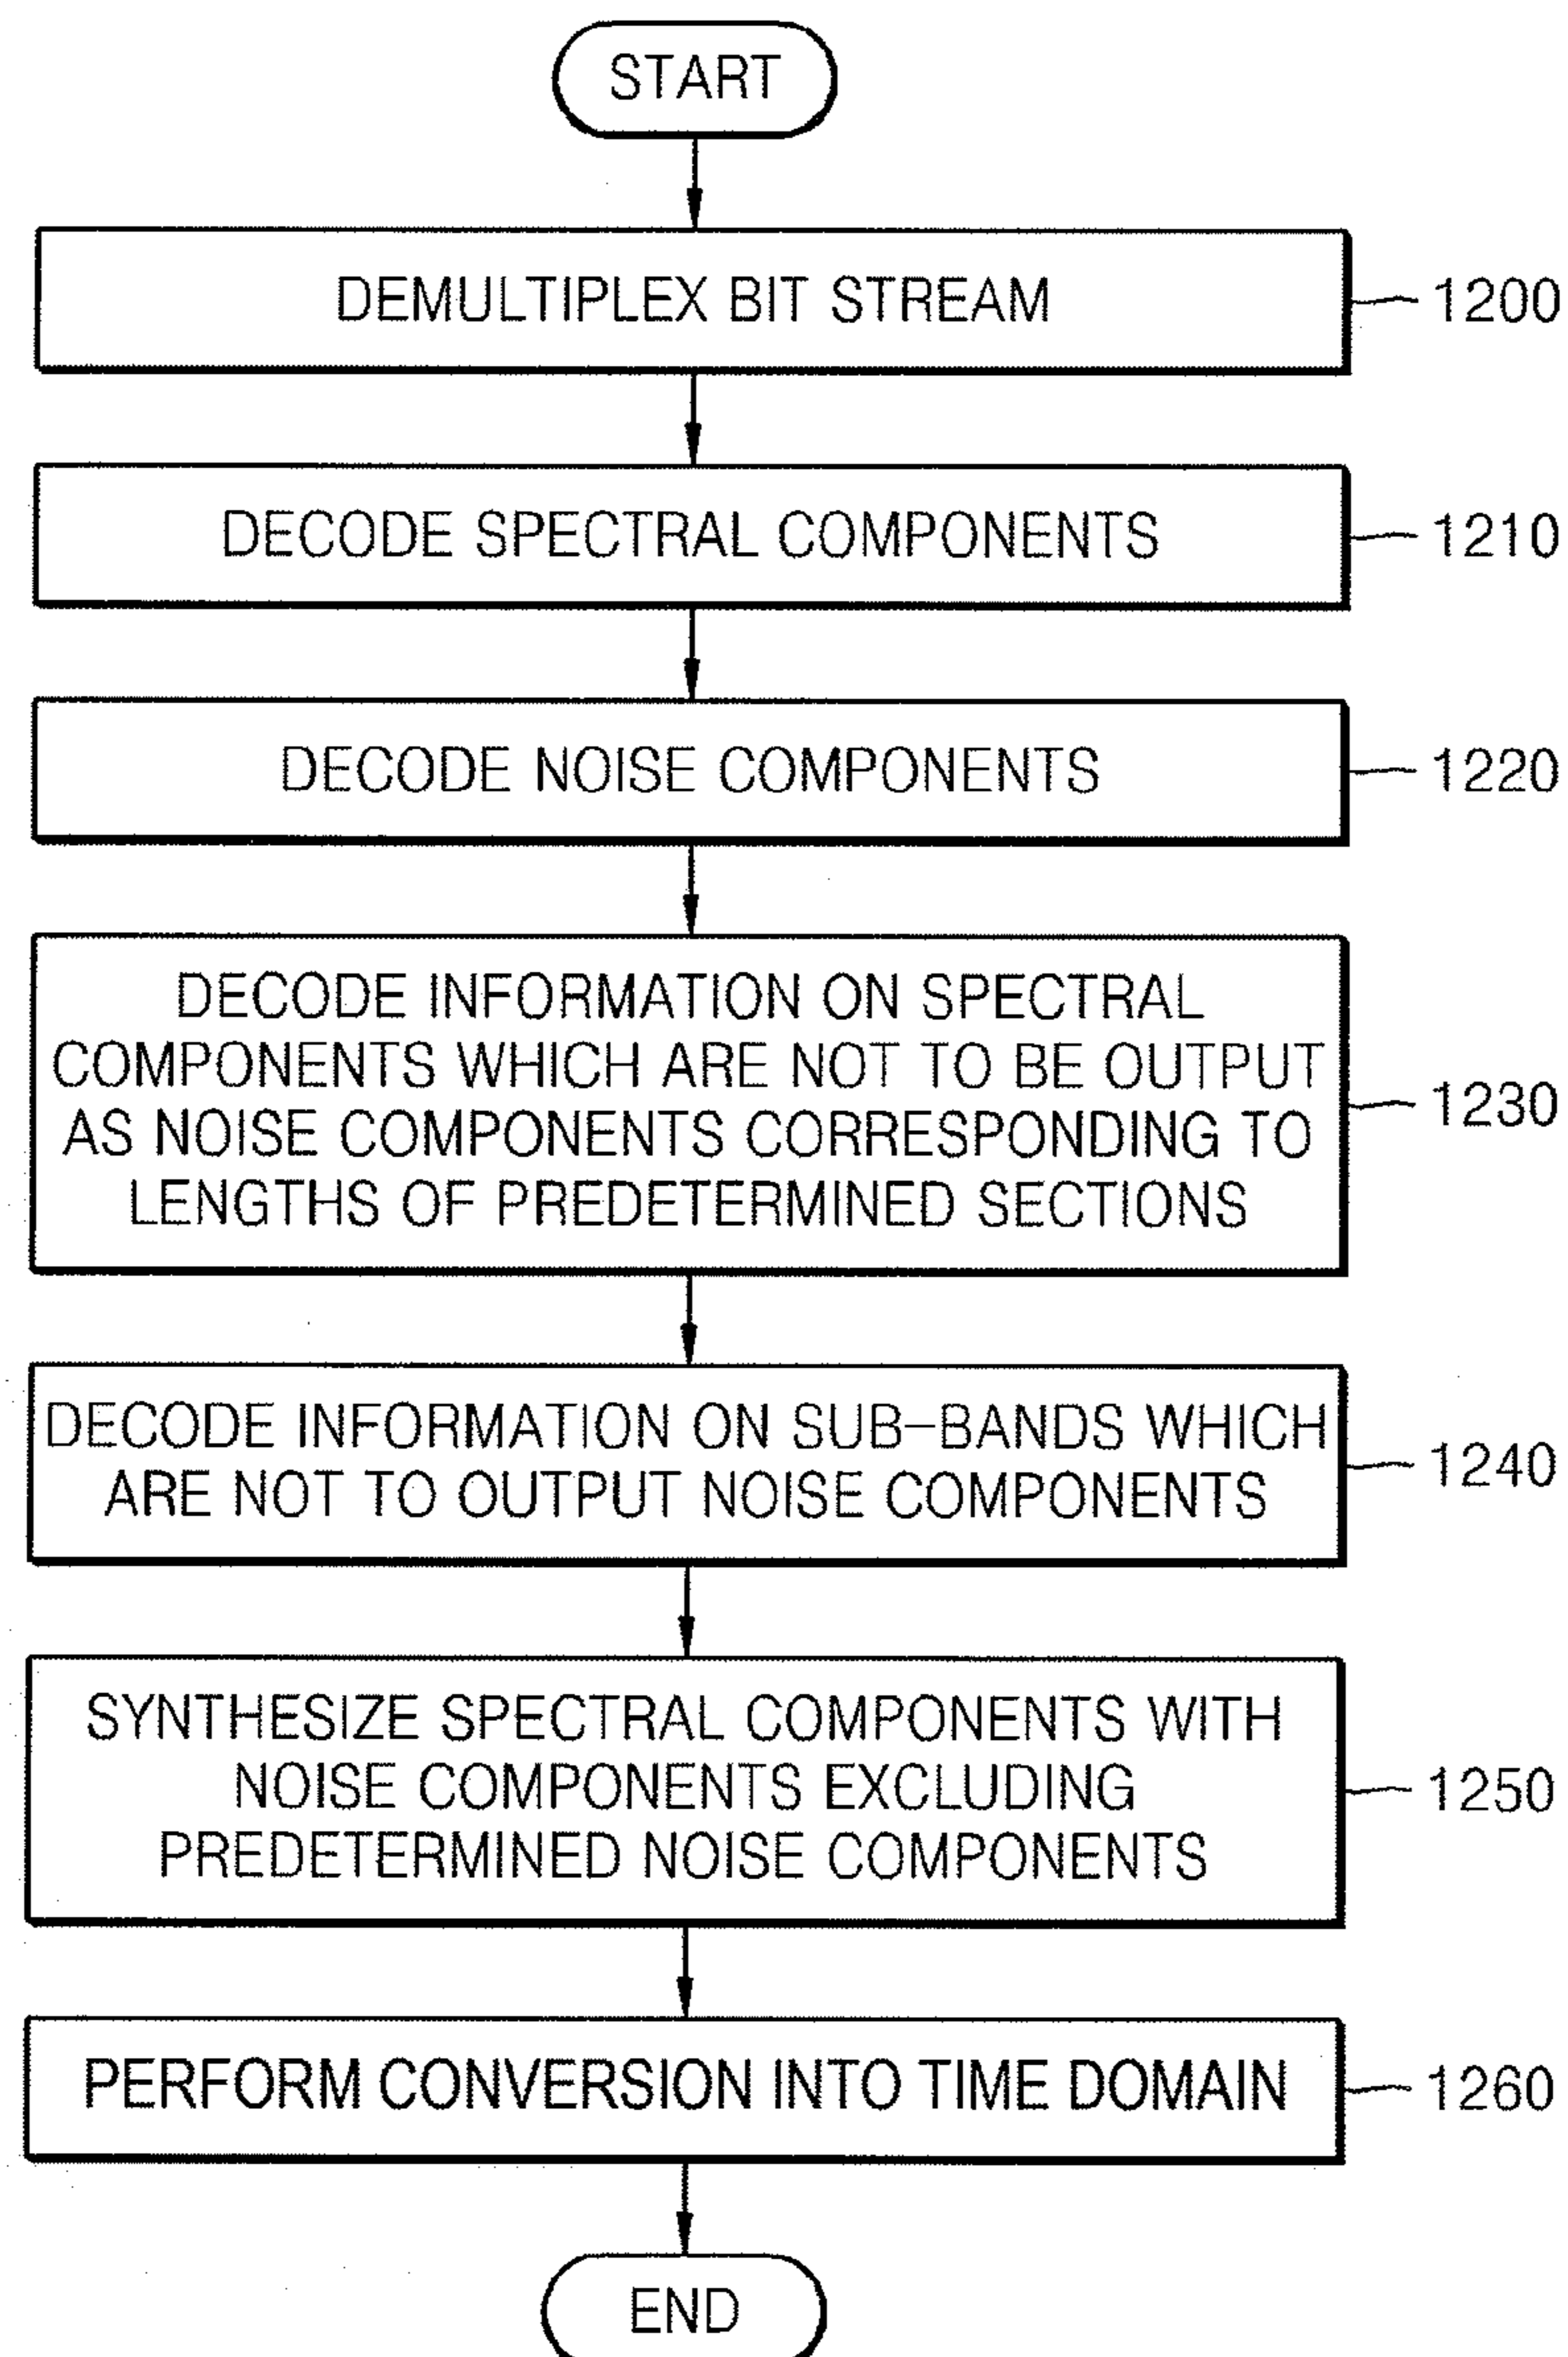 START
DEMULTIPLEX BIT STREAM
1200
DECODE SPECTRAL COMPONENTS
1210
DECODE NOISE COMPONENTS
1220
DECODE INFORMATION ON SPECTRAL
COMPONENTS WHICH ARE NOT TO BE OUTPUT
AS NOISE COMPONENTS CORRESPONDING TO
LENGTHS OF PREDETERMINED SECTIONS
1230
DECODE INFORMATION ON SUB-BANDS WHICH
ARE NOT TO OUTPUT NOISE COMPONENTS
1240
SYNTHESIZE SPECTRAL COMPONENTS WITH
NOISE COMPONENTS EXCLUDING
PREDETERMINED NOISE COMPONENTS
1250
PERFORM CONVERSION INTO TIME DOMAIN
1260
END